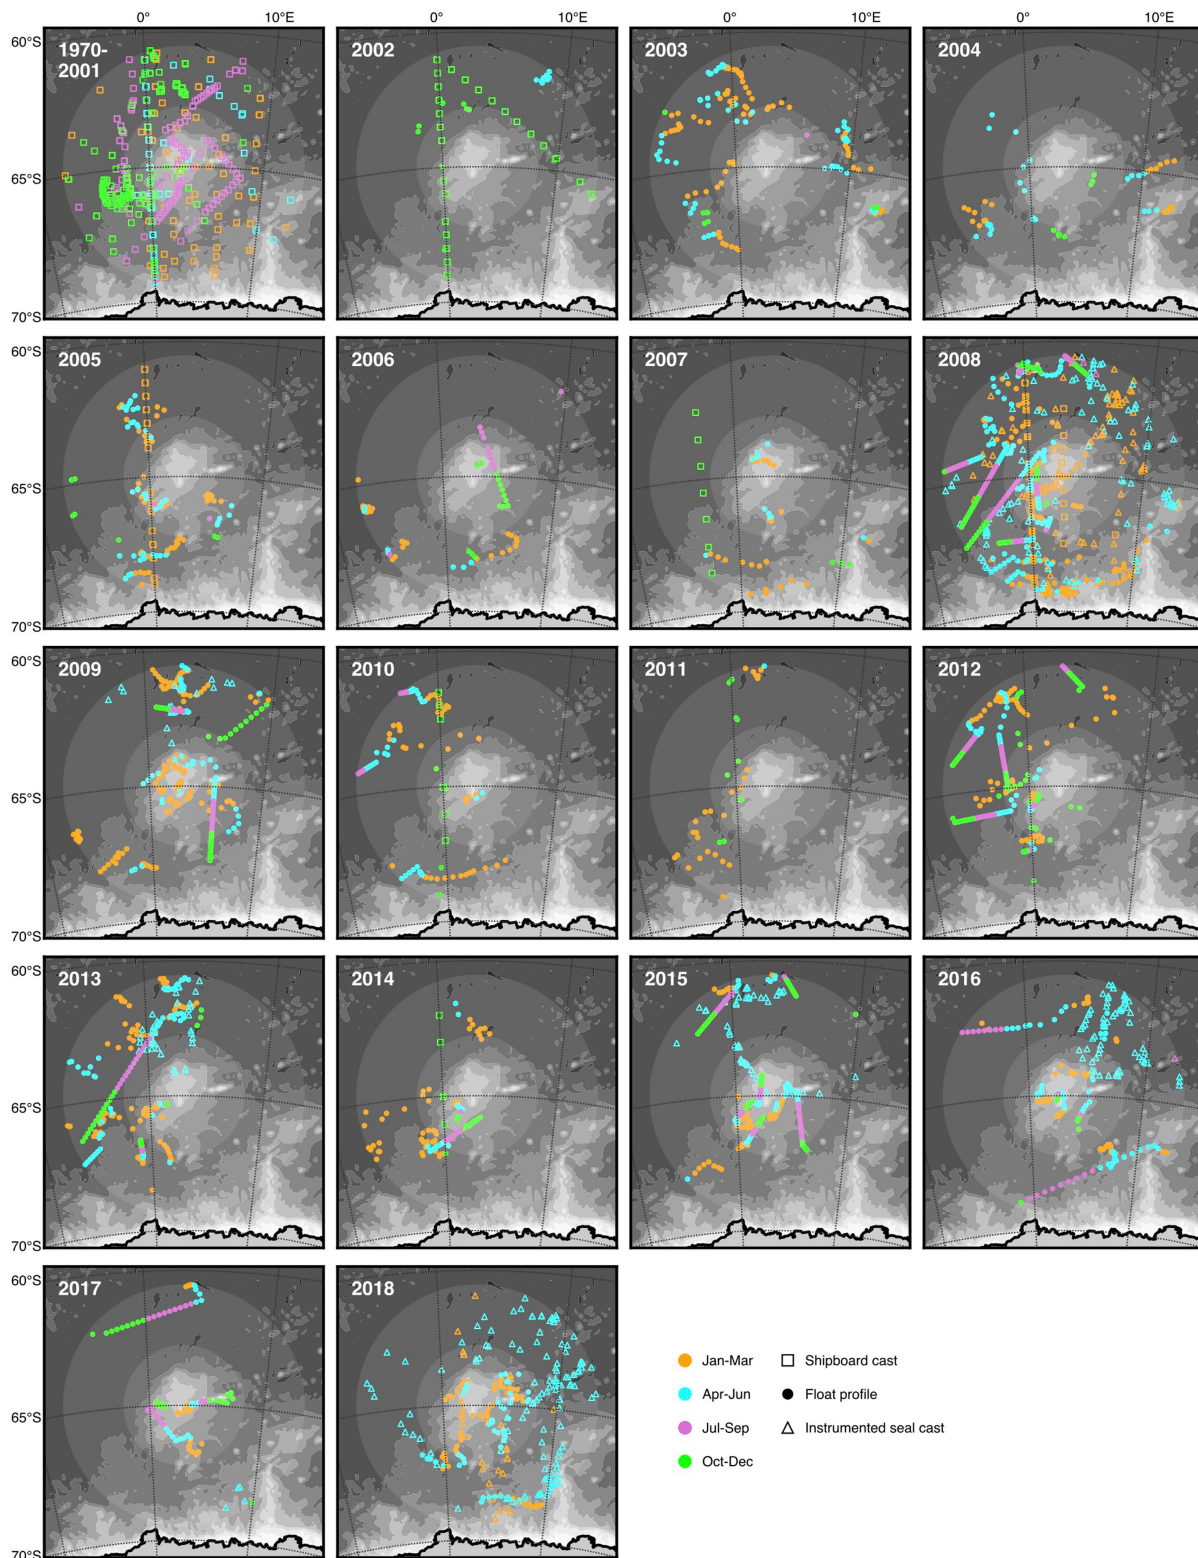 0° 10°E 0° 10°E 0° 10°E 0° 10°E
60°S
1970-
2001
2002
2003
2004
65°S
70°S
60°S
2005
2006
2007
2008
65°S
70°S
60°S
2009
2010
2011
2012
65°S
70°S
60°S
2013
2014
2015
2016
65°S
70°S
60°S
2017
2018
65°S
70°S
Jan-Mar
Apr-Jun
Jul-Sep
Oct-Dec
Shipboard cast
Float profile
Instrumented seal cast